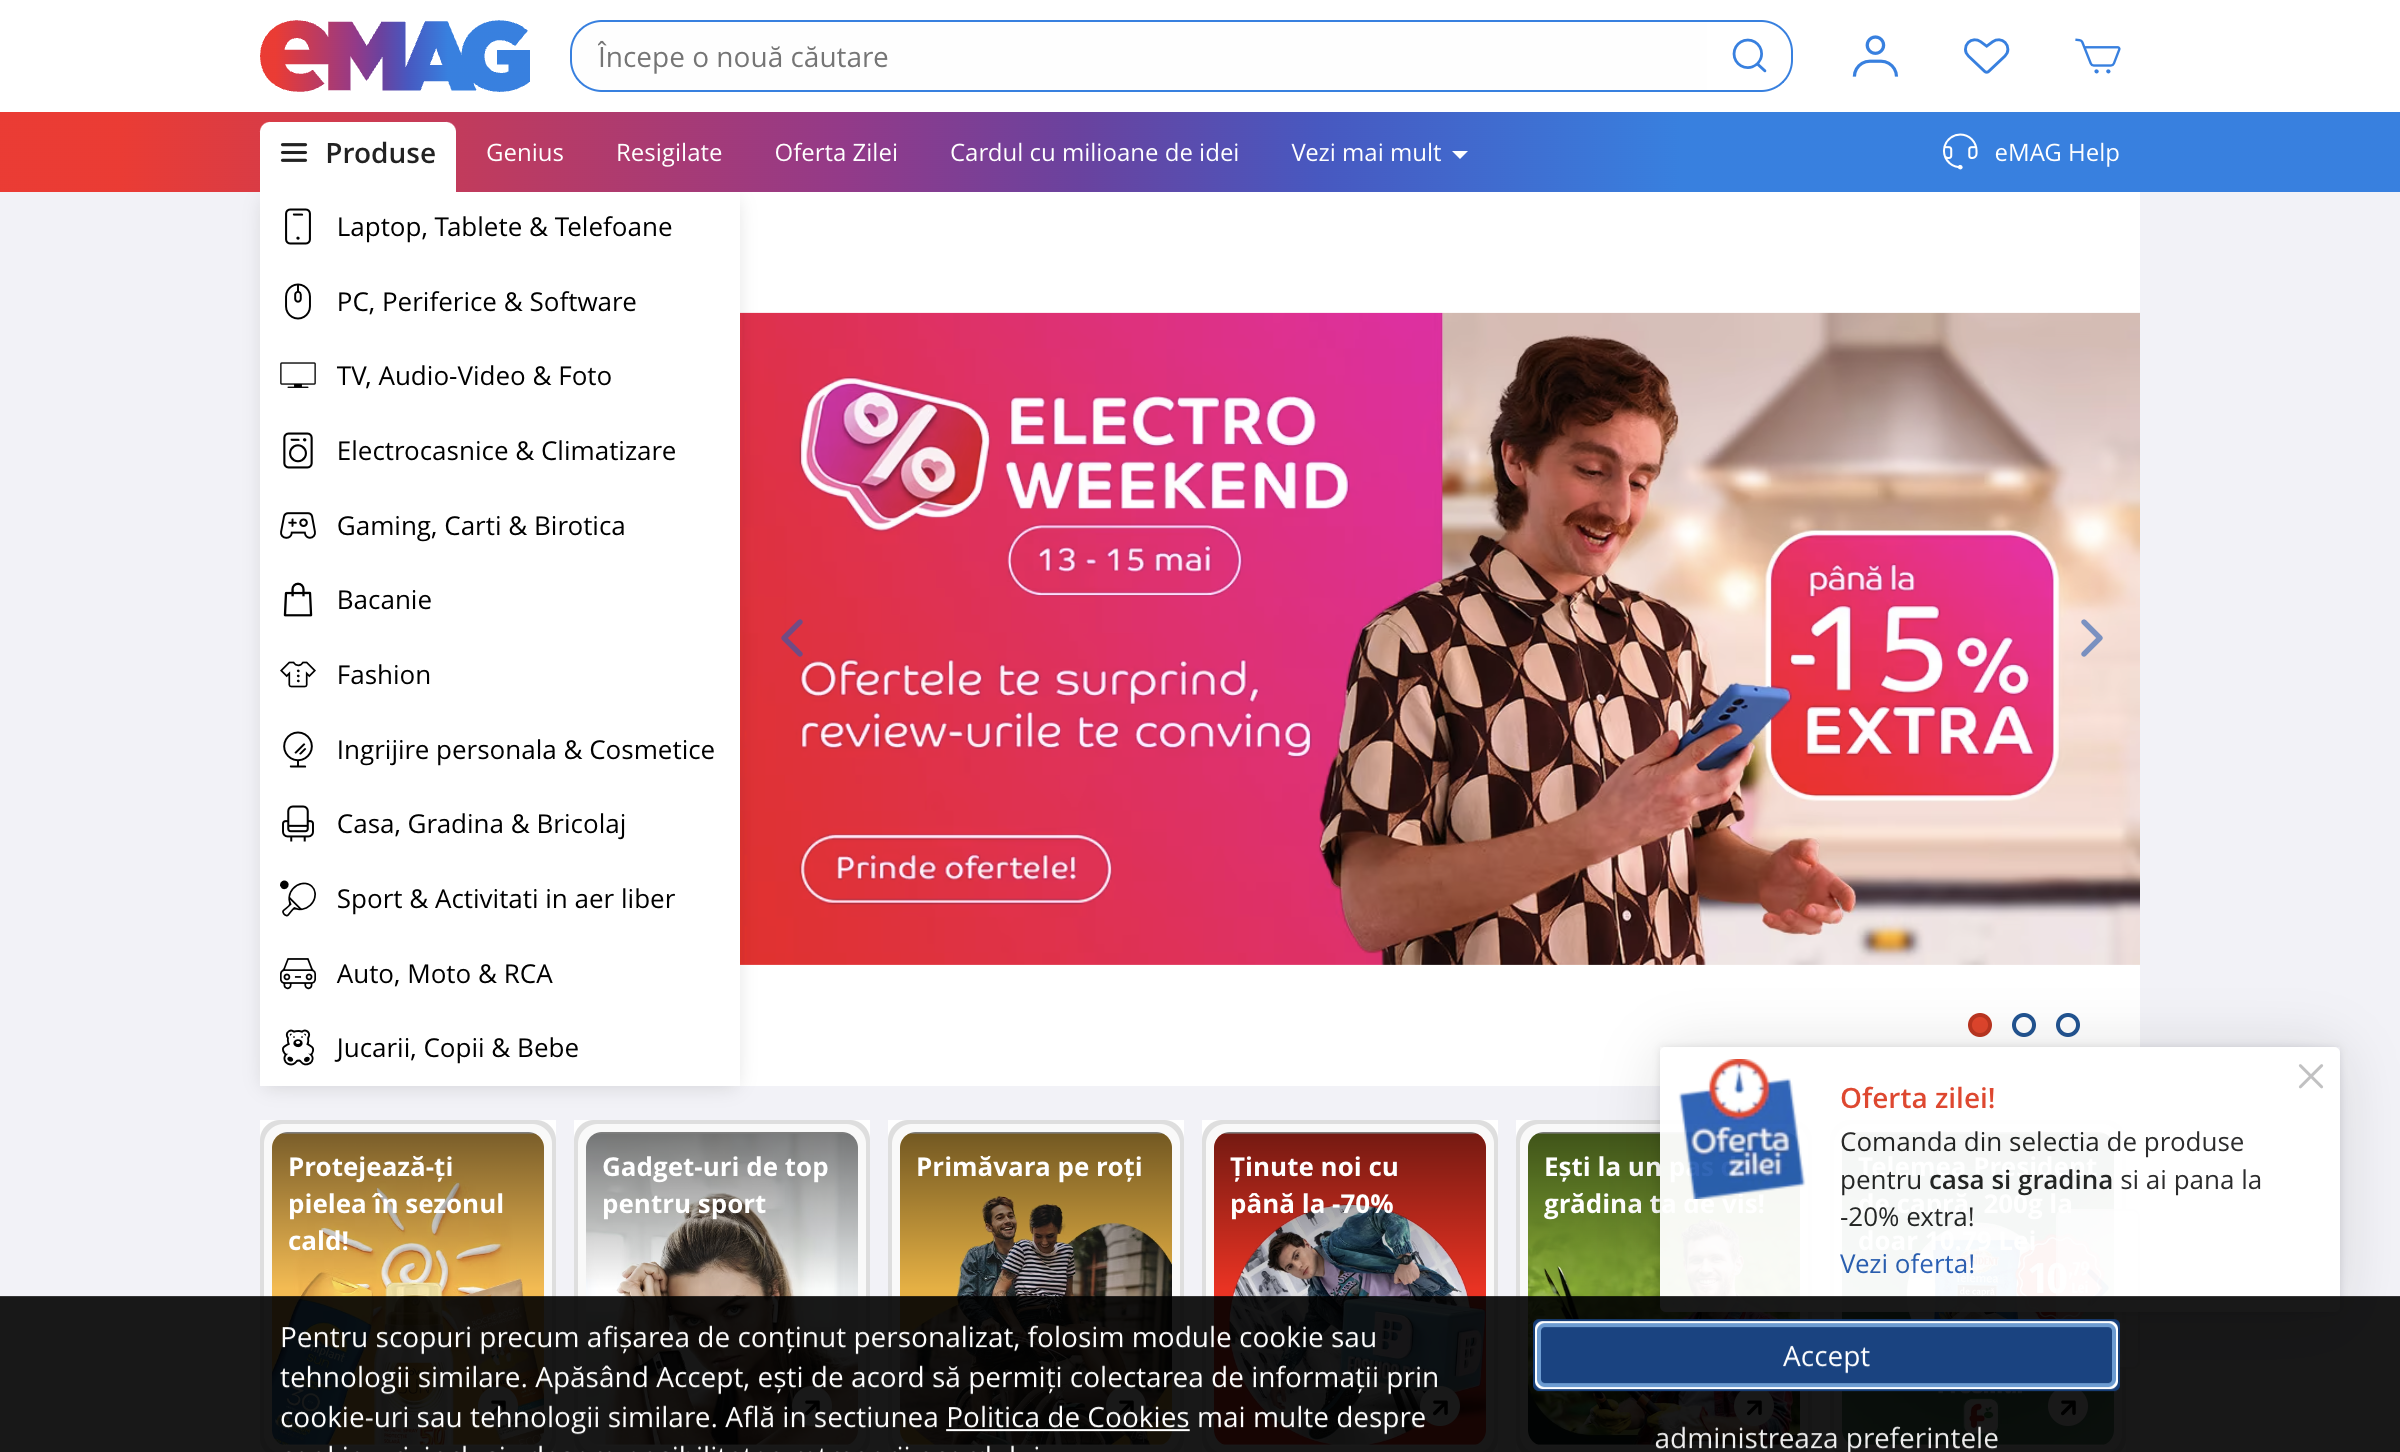 eMAG
Începe o nouă căutare
Produse
Genius
Resigilate
Oferta Zilei
Cardul cu milioane de idei
Vezi mai mult
eMAG Help
Laptop, Tablete & Telefoane
PC, Periferice & Software
TV, Audio-Video & Foto
Electrocasnice & Climatizare
Gaming, Carti & Birotica
Bacanie
Fashion
Ingrijire personala & Cosmetice
Casa, Gradina & Bricolaj
Sport & Activitati in aer liber
Auto, Moto & RCA
Jucarii, Copii & Bebe
%
ELECTRO
WEEKEND
13 - 15 mai
Ofertele te surprind,
review-urile te conving
Prinde ofertele!
până la
-15%
EXTRA
Protejează-ți
pielea în sezonul
cald!
Gadget-uri de top
pentru sport
Primăvara pe roți
Ținute noi cu
până la -70%
Ești la un pas
grădina ta de vis!
Oferta
zilei
Oferta zilei!
Comanda din selectia de produse
pentru casa si gradina si ai pana la
-20% extra!
Vezi oferta!
Pentru scopuri precum afișarea de conținut personalizat, folosim module cookie sau
tehnologii similare. Apăsând Accept, ești de acord să permiți colectarea de informații prin
cookie-uri sau tehnologii similare. Află in sectiunea Politica de Cookies mai multe despre
Accept
administreaza preferintele